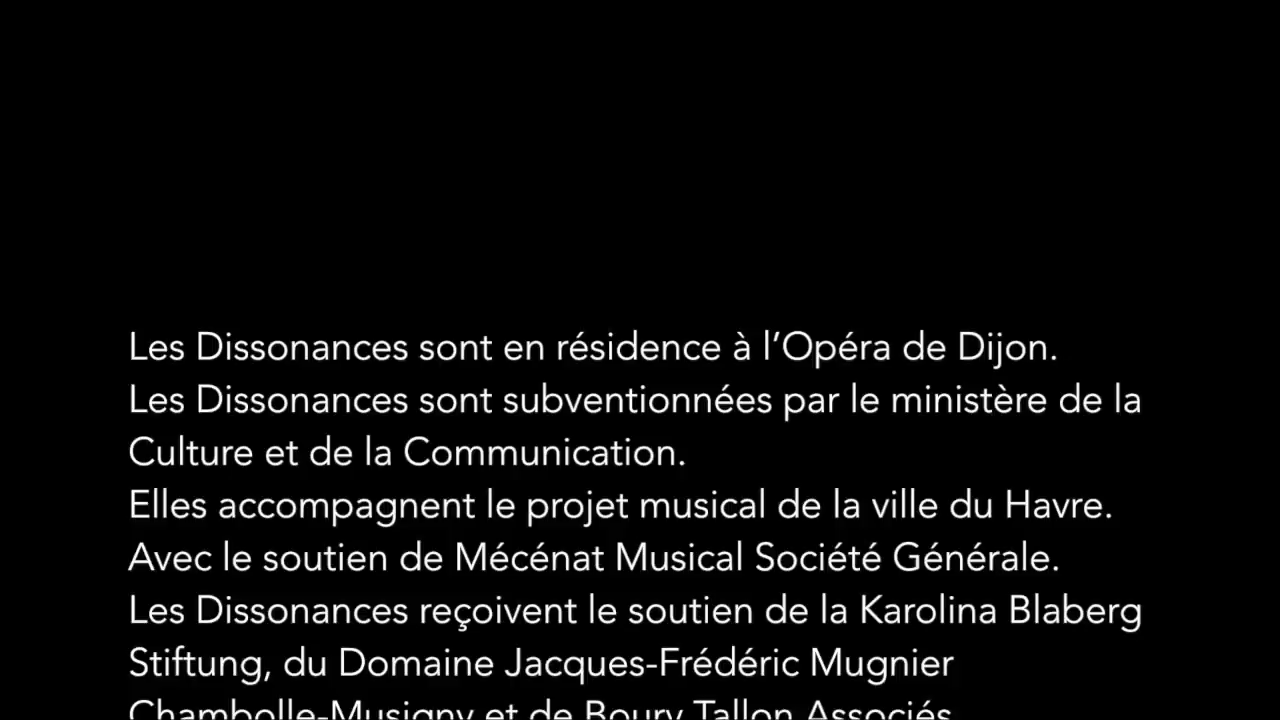 Les Dissonances sont en résidence à l’Opéra de Dijon.
Les Dissonances sont subventionnées par le ministère de la
Culture et de la Communication.
Elles accompagnent le projet musical de la ville du Havre.
Avec le soutien de Mécénat Musical Société Générale.
Les Dissonances reçoivent le soutien de la Karolina Blaberg
Stiftung, du Domaine Jacques-Frédéric Mugnier
Chambolle-Musigny et de Boury Tallon Associés